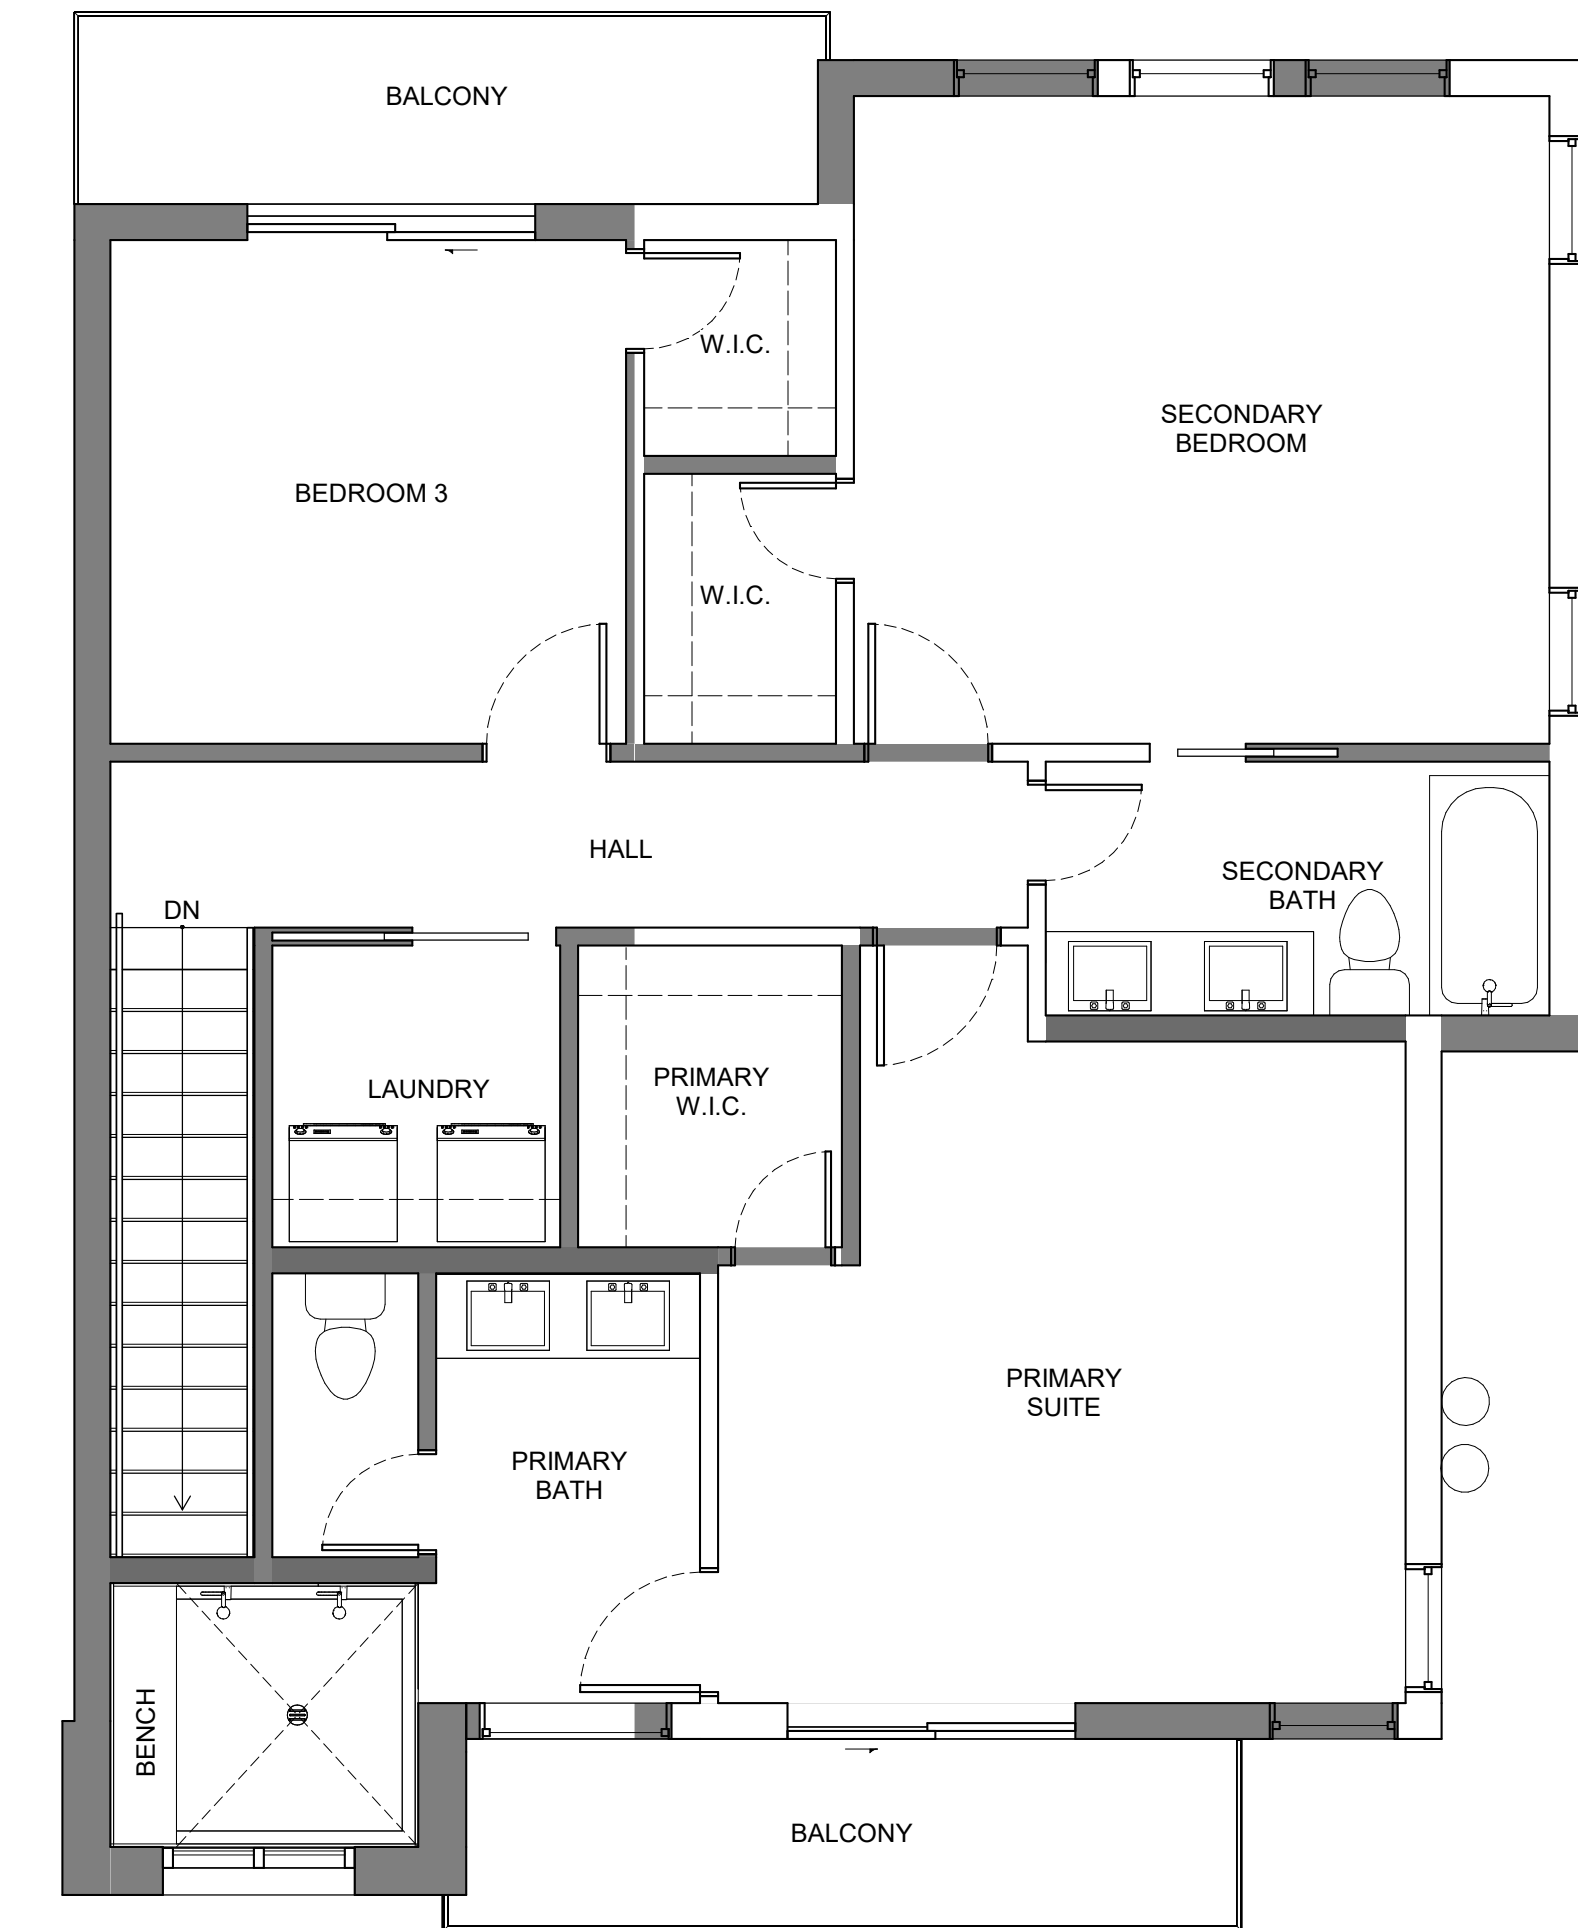 BALCONY
W.I.C.
SECONDARY
BEDROOM
BEDROOM 3
W.I.C.
HALL
SECONDARY
BATH
DN
LAUNDRY
PRIMARY
W.I.C.
PRIMARY
SUITE
PRIMARY
BATH
BENCH
BALCONY